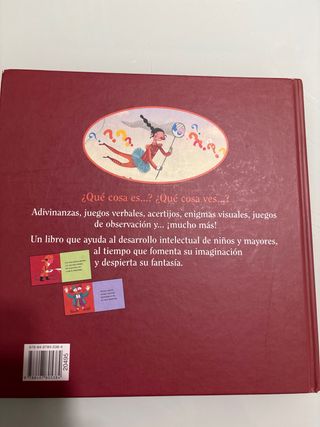 ¿Qué cosa es...? ¿Qué cosa ves...?
Adivinanzas, juegos verbales, acertijos, enigmas visuales, juegos
de observación y... ¡mucho más!
Un libro que ayuda al desarrollo intelectual de niños y mayores,
al tiempo que fomenta su imaginación
y despierta su fantasía.
20495